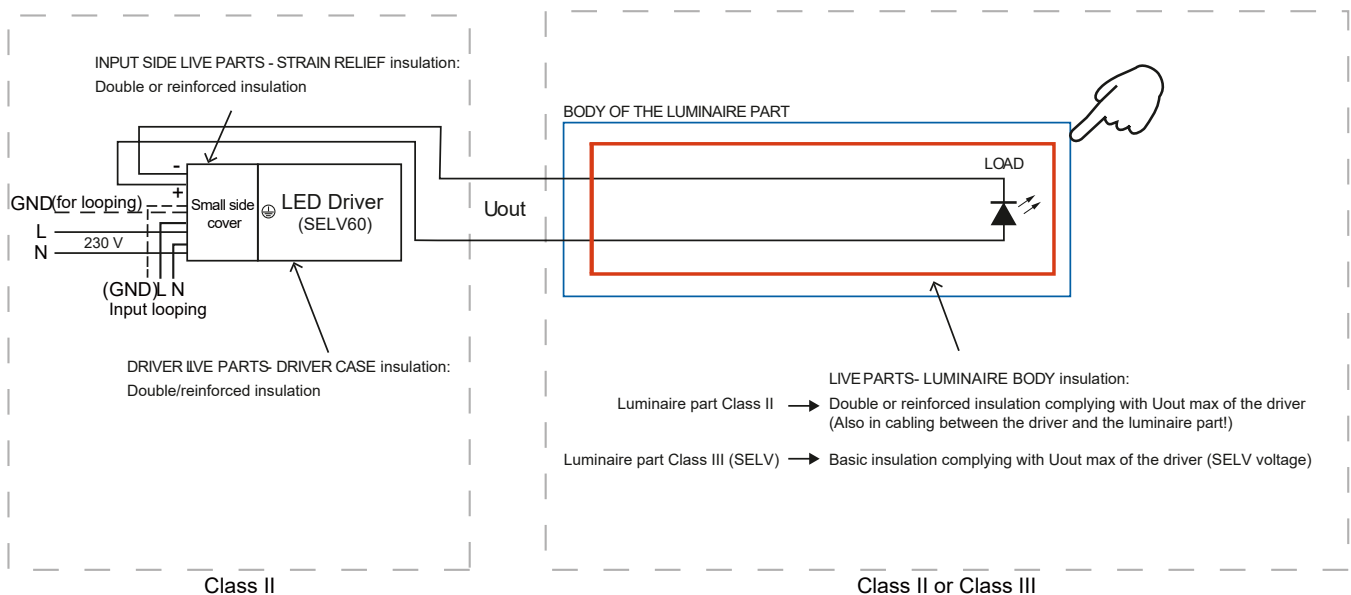 INPUT SIDE LIVE PARTS - STRAIN RELIEF insulation:
Double or reinforced insulation
BODY OF THE LUMINAIRE PART
LOAD
-
+
GND(for looping)
Small side
cover
LED Driver
(SELV60)
Uout
L
N
230 V
(GND)L N
Input looping
DRIVER LIVE PARTS- DRIVER CASE insulation:
Double/reinforced insulation
LIVE PARTS- LUMINAIRE BODY insulation:
Luminaire part Class II
Double or reinforced insulation complying with Uout max of the driver
(Also in cabling between the driver and the luminaire part!)
Luminaire part Class III (SELV)
Basic insulation complying with Uout max of the driver (SELV voltage)
Class II
Class II or Class III